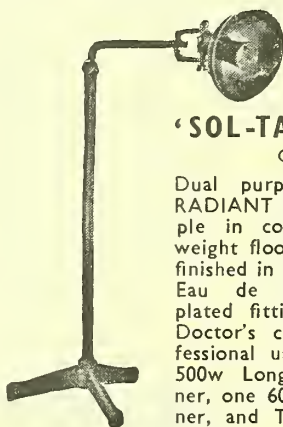 ‘SOL-TA
Dual purp
RADIANT
ple in co
weight floo
finished in
Eau de
plated fitti
Doctor's c
fessional u
500w Long
ner, one 60
ner, and T